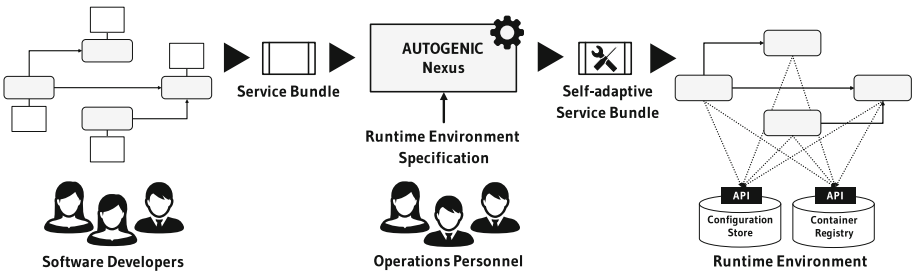 Service Bundle
AUTOGENIC
Nexus
Runtime Environment
Specification
Self-adaptive
Service Bundle
API
API
Configuration
Store
Container
Registry
Software Developers
Operations Personnel
Runtime Environment